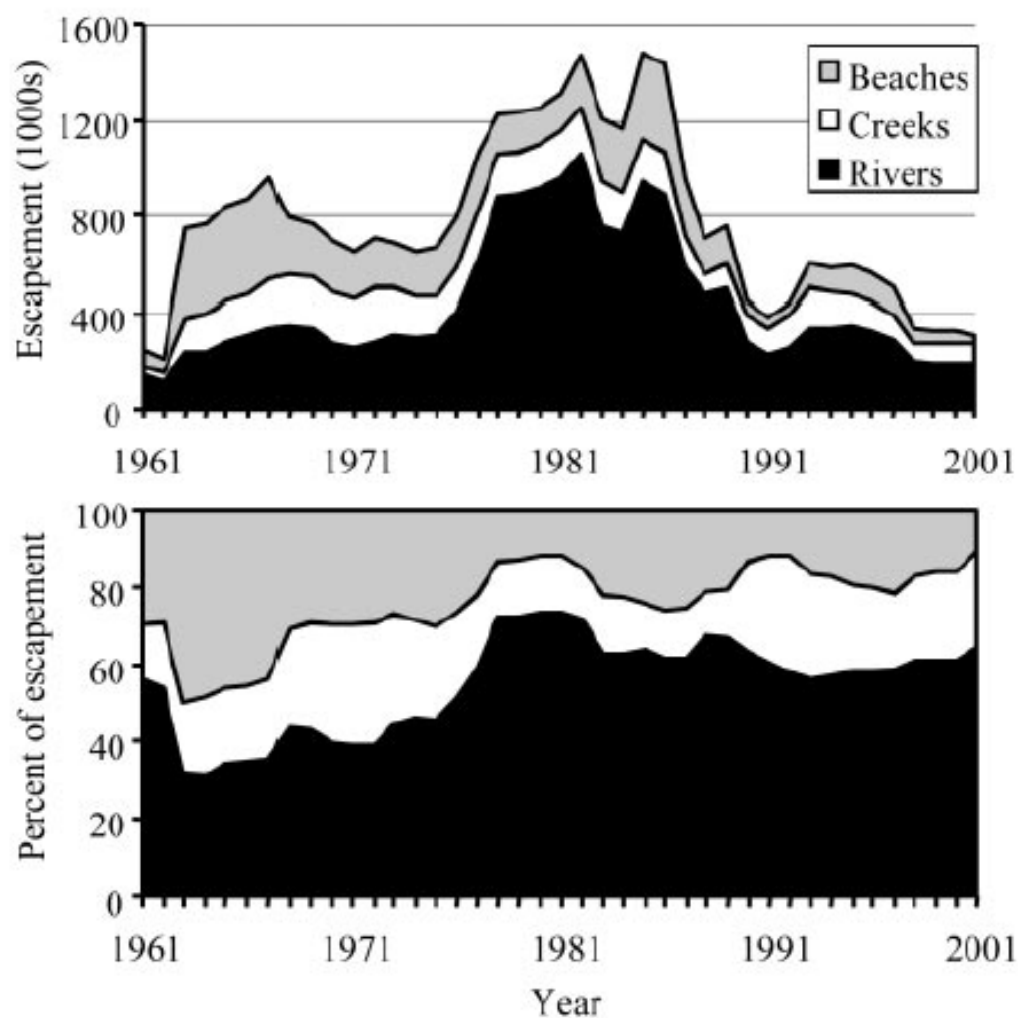 Escapement (1000s)
1600
1200
800
400
0
Beaches
Creeks
Rivers
1961 1971 1981 1991 2001
Percent of escapement
100
80
60
40
20
0
1961 1971 1981 1991 2001
Year